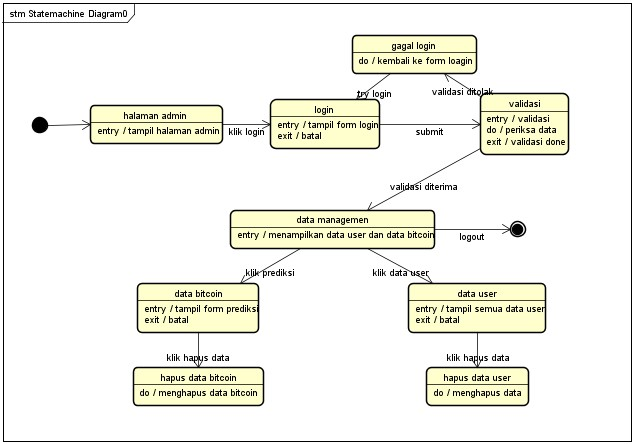 stm Statemachine Diagram0
gagal login
do / kembali ke form loagin
try login
validasi ditolak
halaman admin
entry / tampil halaman admin
klik login
login
entry / tampil form login
exit / batal
submit
validasi
entry / validasi
do / periksa data
exit / validasi done
validasi diterima
data managemen
entry / menampilkan data user dan data bitcoin
logout
klik prediksi
klik data user
data bitcoin
entry / tampil form prediksi
exit / batal
data user
entry / tampil semua data user
exit / batal
klik hapus data
klik hapus data
hapus data bitcoin
do / menghapus data bitcoin
hapus data user
do / menghapus data